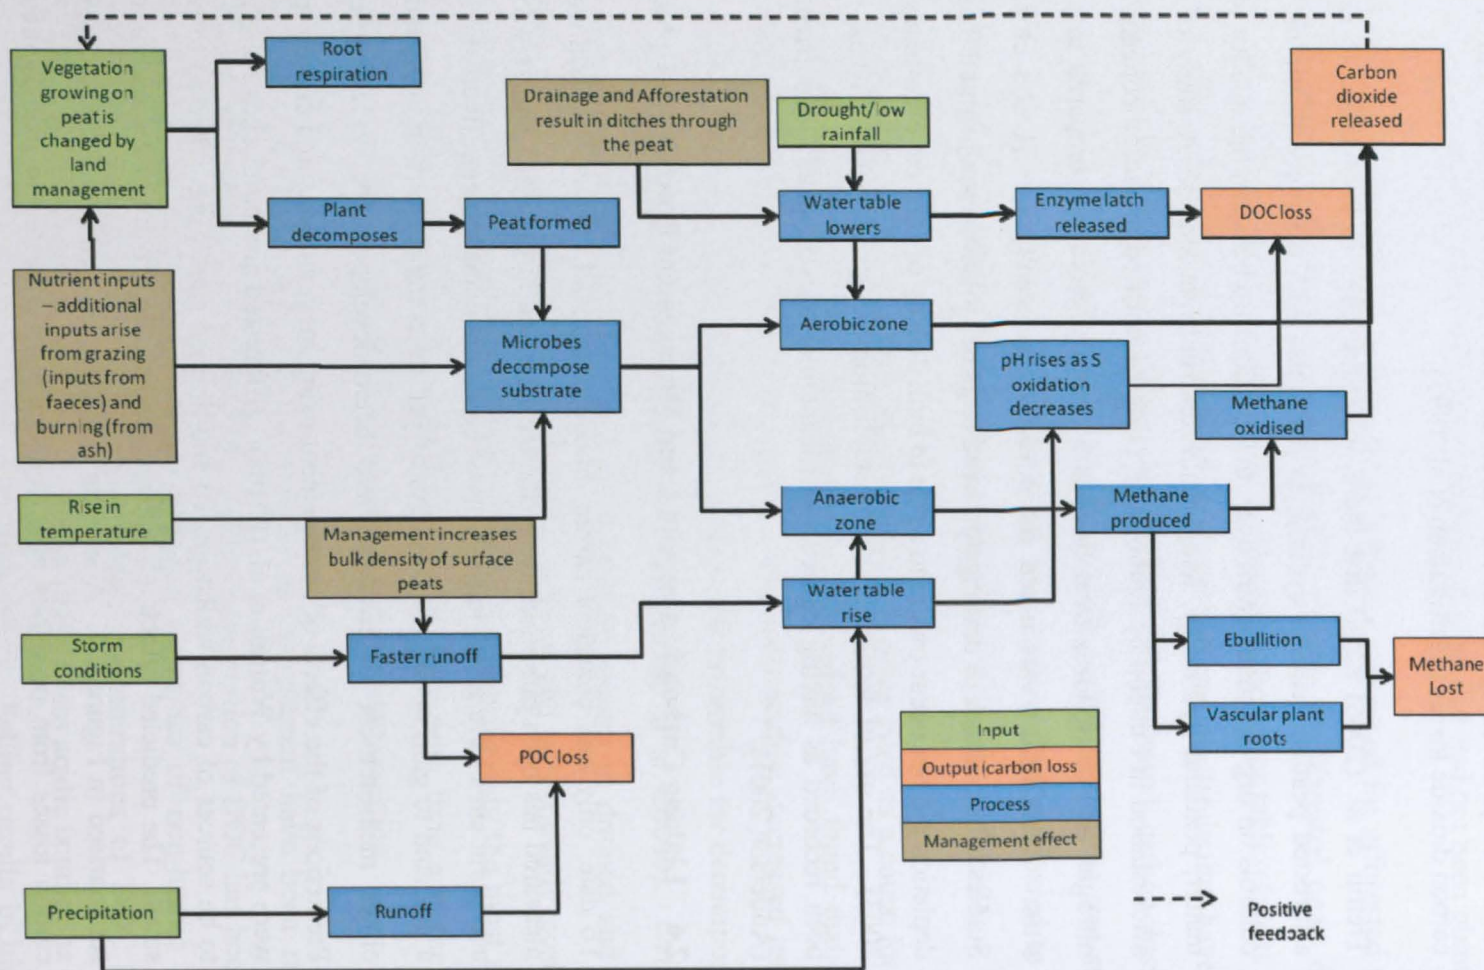 Vegetation
growing on
peat is
changed by
land
management
Root
respiration
Drainage and Afforestation
result in ditches through
the peat
Drought/low
rainfall
Carbon
dioxide
released
Plant
decomposes
Peat formed
Water table
lowers
Enzyme latch
released
DOC loss
Nutrient inputs
– additional
inputs arise
from grazing
(inputs from
faeces) and
burning (from
ash)
Microbes
decompose
substrate
Aerobic zone
pH rises as S
oxidation
decreases
Methane
oxidised
Rise in
temperature
Management increases
bulk density of surface
peats
Anaerobic
zone
Methane
produced
Water table
rise
Storm
conditions
Faster runoff
Ebullition
Methane
Lost
Vascular plant
roots
POC loss
Input
Output (carbon loss
Process
Management effect
Precipitation
Runoff
Positive
feedback